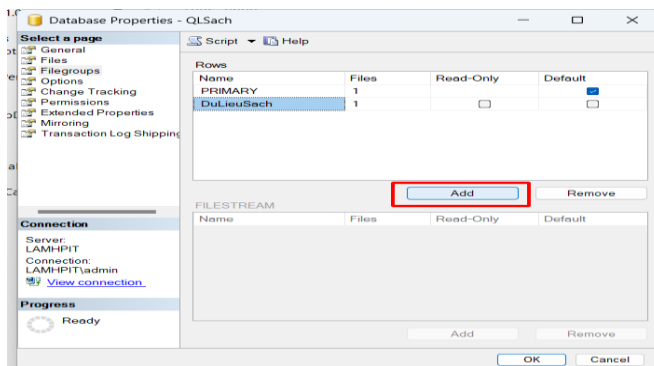 Database Properties - QLSach
Select a page
General
Files
Filegroups
Options
Change Tracking
Permissions
Extended Properties
Mirroring
Transaction Log Shipping
Script Help
Rows
Name Files Read-Only Default
PRIMARY 1
DuLieuSach 1
Add Remove
FILESTREAM
Name Files Read-Only Default
Add Remove
Connection
Server:
LAMHPIT
Connection:
LAMHPIT\admin
View connection
Progress
Ready
OK Cancel